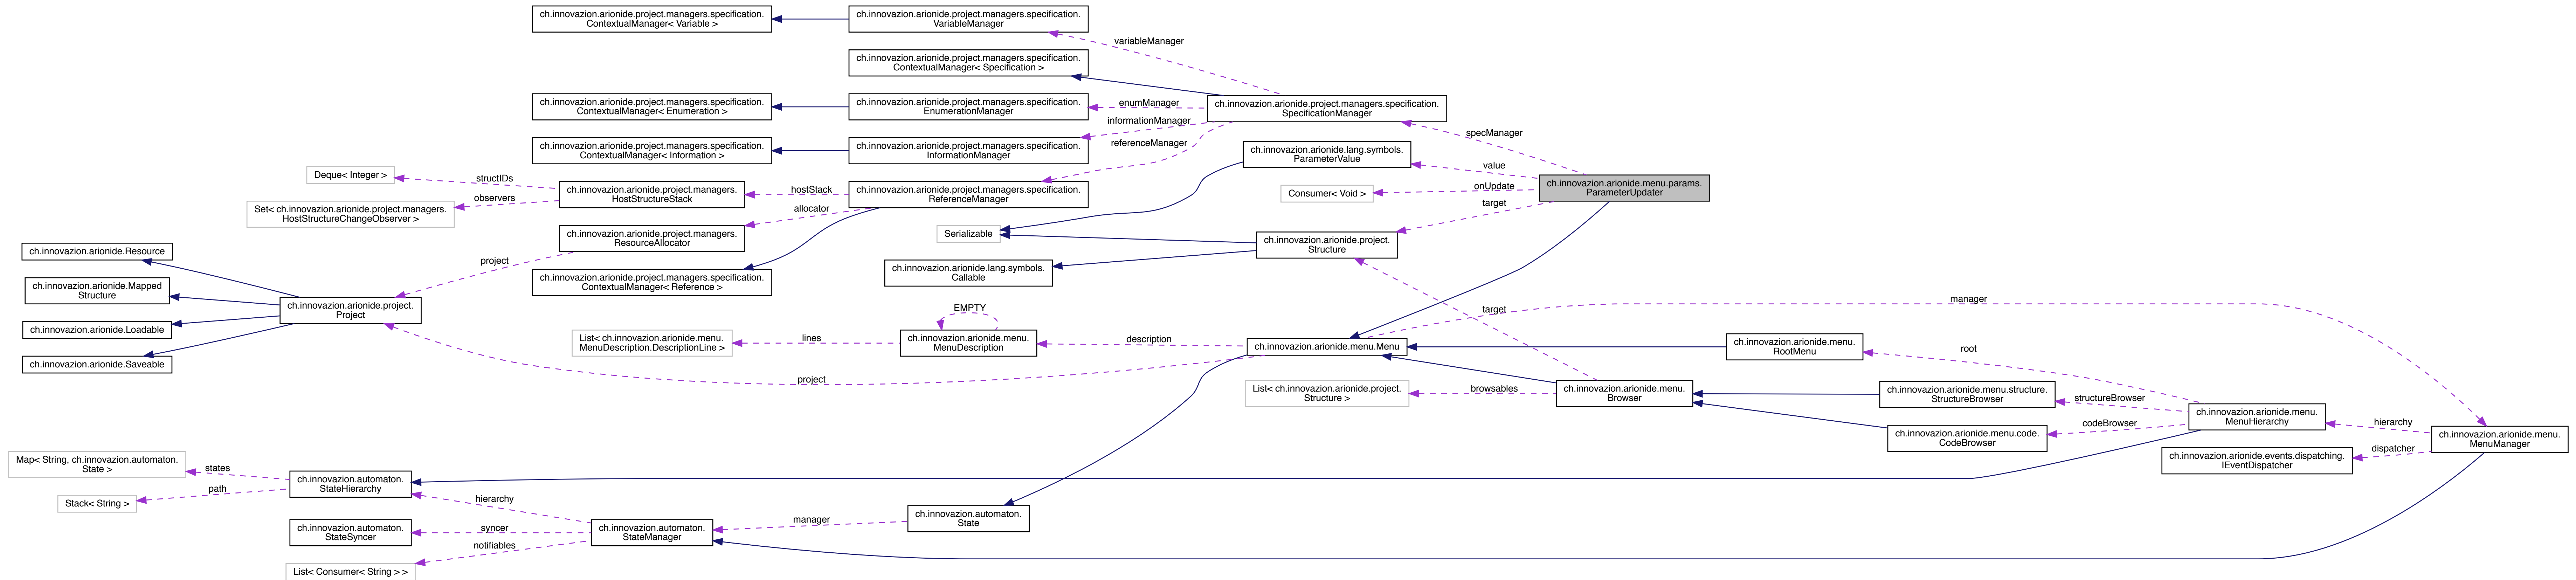 ch.innovazion.arionide.project.managers.specification.
ContextualManager< Variable >
ch.innovazion.arionide.project.managers.specification.
VariableManager
variableManager
ch.innovazion.arionide.project.managers.specification.
ContextualManager< Specification >
ch.innovazion.arionide.project.managers.specification.
ContextualManager< Enumeration >
ch.innovazion.arionide.project.managers.specification.
EnumerationManager
enumManager
ch.innovazion.arionide.project.managers.specification.
SpecificationManager
informationManager
specManager
referenceManager
ch.innovazion.arionide.project.managers.specification.
ContextualManager< Information >
ch.innovazion.arionide.project.managers.specification.
InformationManager
ch.innovazion.arionide.lang.symbols.
ParameterValue
value
Deque< Integer >
structIDs
ch.innovazion.arionide.project.managers.
HostStructureStack
hostStack
ch.innovazion.arionide.project.managers.specification.
ReferenceManager
Consumer< Void >
onUpdate
ch.innovazion.arionide.menu.params.
ParameterUpdater
observers
Set< ch.innovazion.arionide.project.managers.
HostStructureChangeObserver >
allocator
target
ch.innovazion.arionide.project.managers.
ResourceAllocator
Serializable
ch.innovazion.arionide.project.
Structure
ch.innovazion.arionide.Resource
project
ch.innovazion.arionide.project.managers.specification.
ContextualManager< Reference >
ch.innovazion.arionide.lang.symbols.
Callable
ch.innovazion.arionide.Mapped
Structure
ch.innovazion.arionide.project.
Project
EMPTY
target
manager
ch.innovazion.arionide.Loadable
List< ch.innovazion.arionide.menu.
MenuDescription.DescriptionLine >
lines
ch.innovazion.arionide.menu.
MenuDescription
description
ch.innovazion.arionide.menu.Menu
ch.innovazion.arionide.menu.
RootMenu
root
ch.innovazion.arionide.Saveable
project
List< ch.innovazion.arionide.project.
Structure >
browsables
ch.innovazion.arionide.menu.
Browser
ch.innovazion.arionide.menu.structure.
StructureBrowser
structureBrowser
ch.innovazion.arionide.menu.
MenuHierarchy
codeBrowser
ch.innovazion.arionide.menu.code.
CodeBrowser
hierarchy
ch.innovazion.arionide.menu.
MenuManager
dispatcher
ch.innovazion.arionide.events.dispatching.
IEventDispatcher
Map< String, ch.innovazion.automaton.
State >
states
ch.innovazion.automaton.
StateHierarchy
path
Stack< String >
hierarchy
ch.innovazion.automaton.
State
manager
ch.innovazion.automaton.
StateSyncer
syncer
ch.innovazion.automaton.
StateManager
notifiables
List< Consumer< String > >